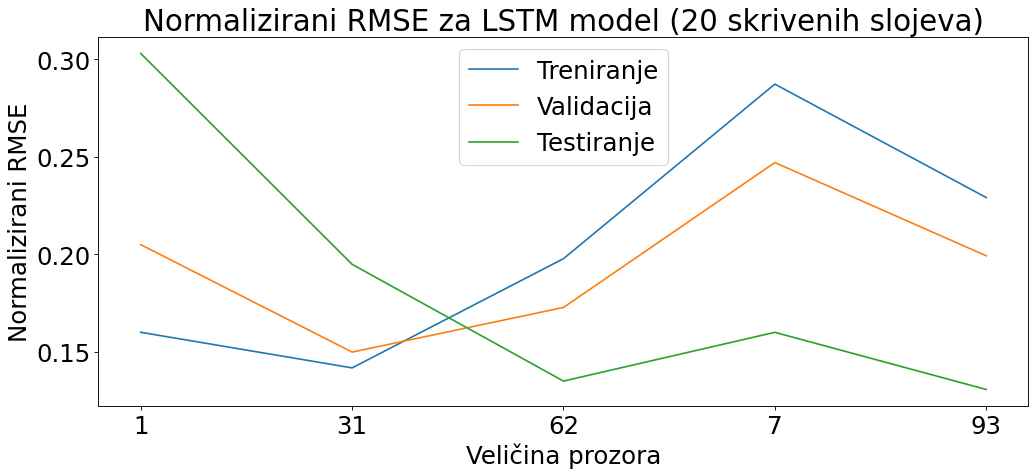 Normalizirani RMSE za LSTM model (20 skrivenih slojeva)
Normalizirani RMSE
0.30
0.25
0.20
0.15
Treniranje
Validacija
Testiranje
1 31 62 7 93
Veličina prozora